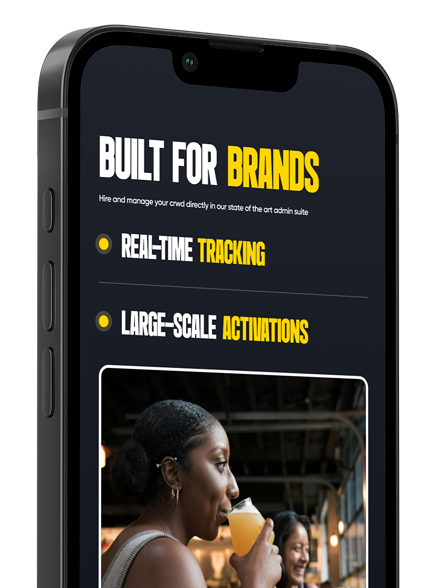 BUILT FOR BRANDS
Hire and manage your crwd directly in our state of the art admin suite
REAL-TIME TRACKING
LARGE-SCALE ACTIVATIONS